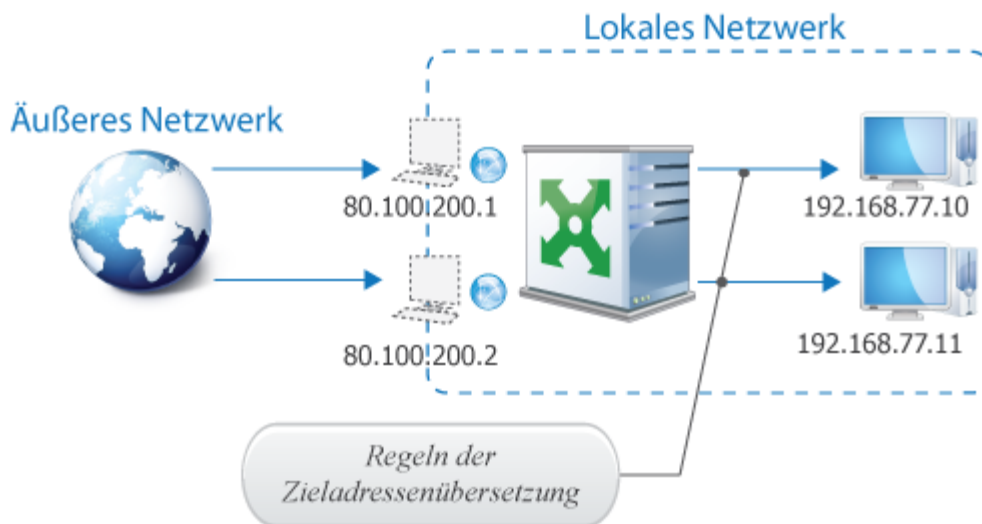 Lokales Netzwerk
Äußeres Netzwerk
80.100.200.1
192.168.77.10
80.100.200.2
192.168.77.11
Regeln der
Zieladressenübersetzung